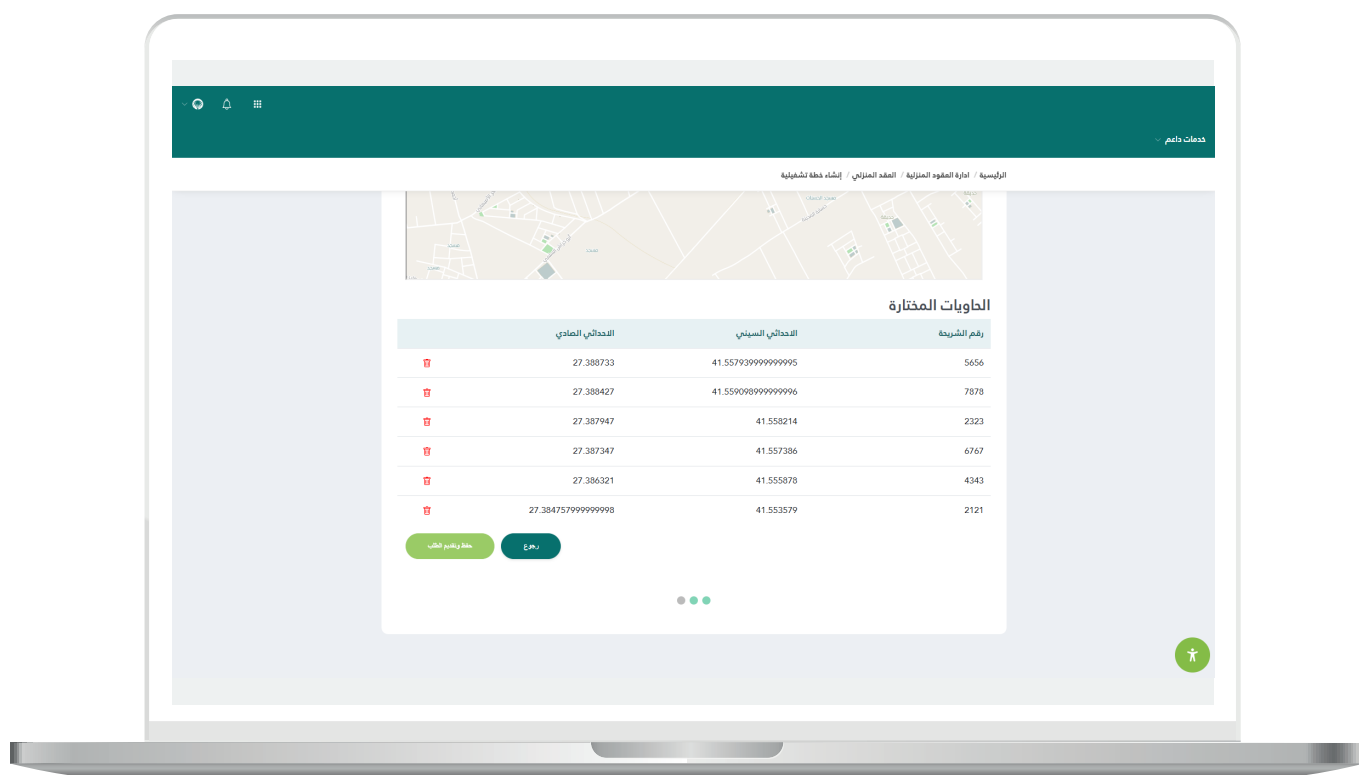 خدمات داعم
الرئيسية / ادارة العقود المنزلية / العقد المنزلي / إنشاء خطة تشغيلية
الحاويات المختارة
رقم الشريحة الاحداثي السيني الاحداثي الصادي
5656 41.557939999999995 27.388733
7878 41.559098999999996 27.388427
2323 41.558214 27.387947
6767 41.557386 27.387347
4343 41.555878 27.386321
2121 41.553579 27.384757999999998
رجوع حفظ وتقديم الطلب